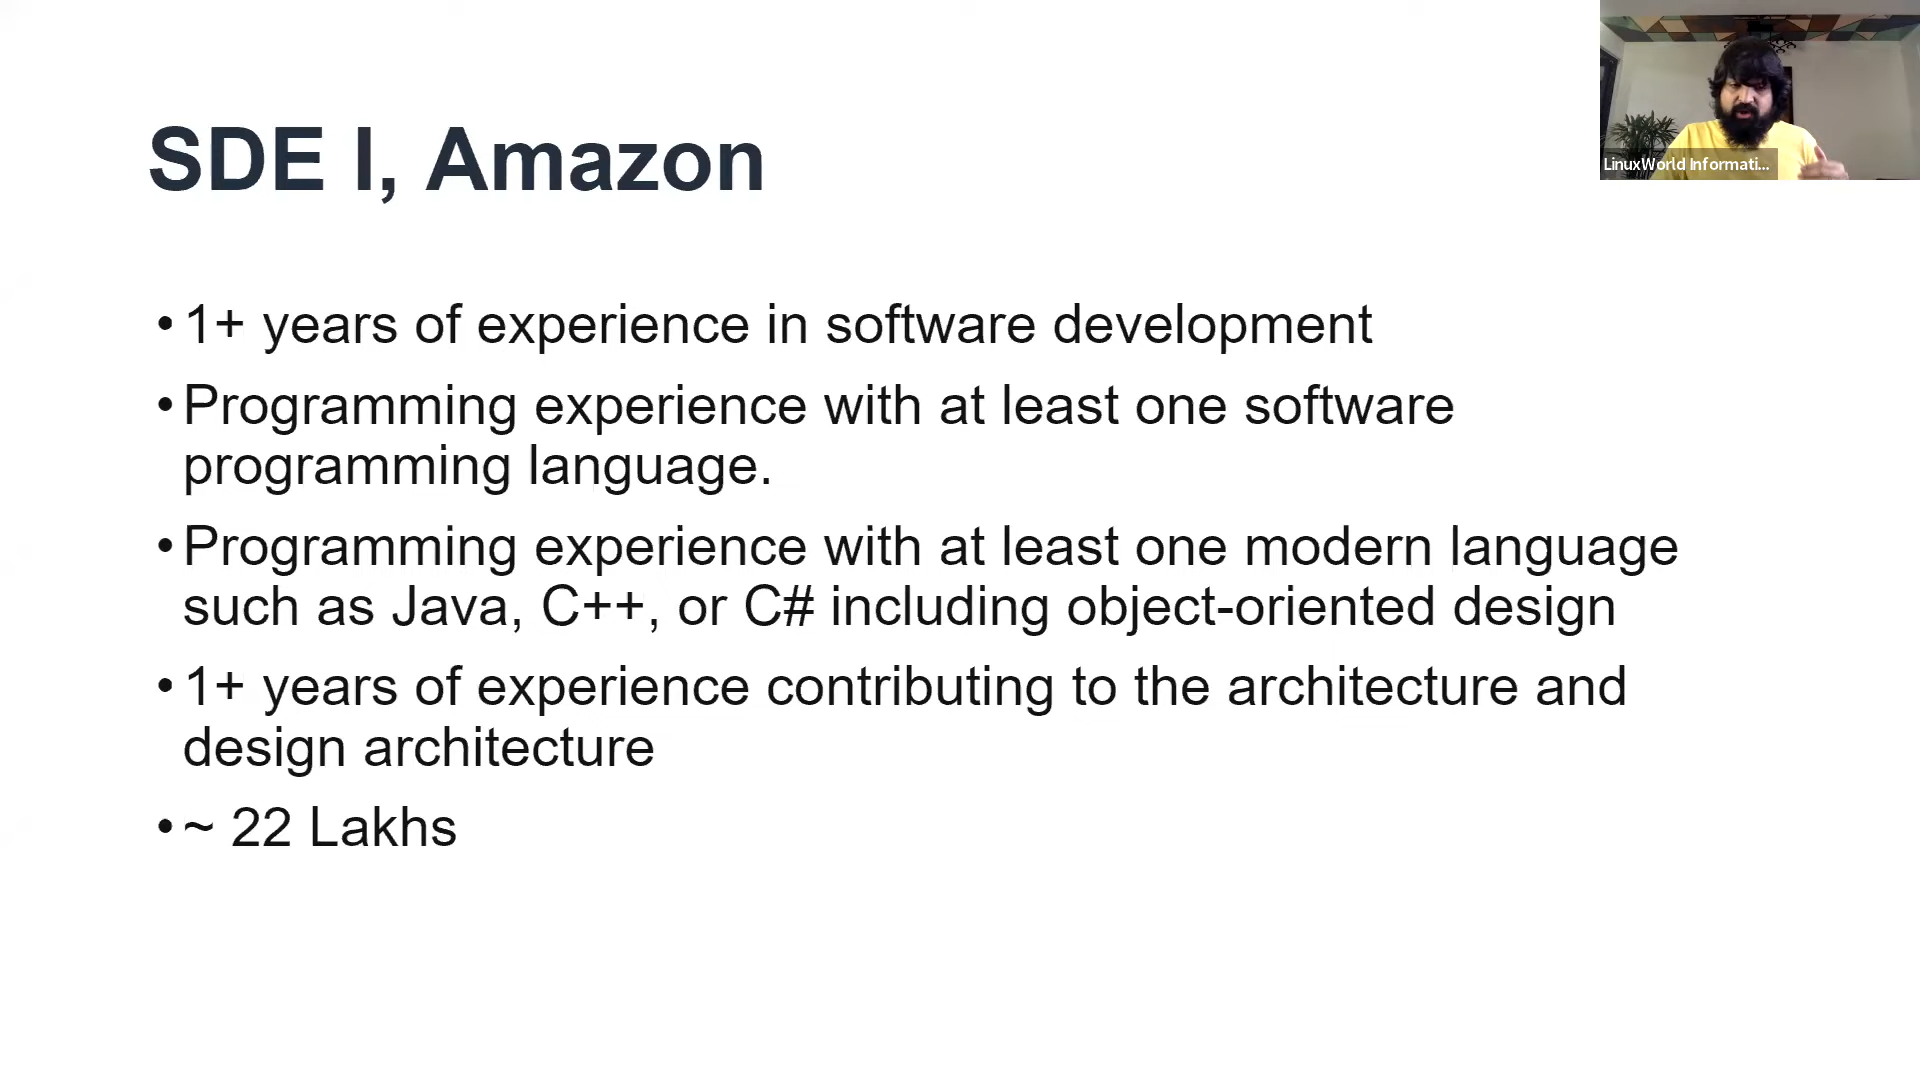 SDE I, Amazon
LinuxWorld Informati...
•1+ years of experience in software development
•Programming experience with at least one software
programming language.
•Programming experience with at least one modern language
such as Java, C++, or C# including object-oriented design
•1+ years of experience contributing to the architecture and
design architecture
•~ 22 Lakhs